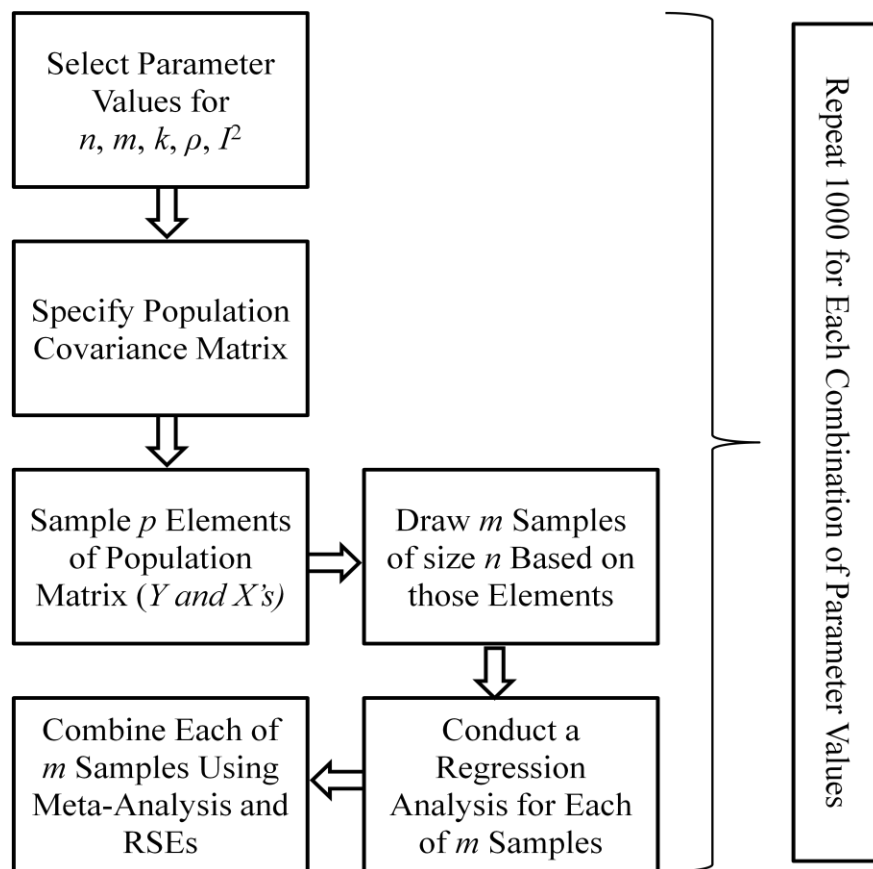 Select Parameter
Values for
n, m, k, ρ, I²
Specify Population
Covariance Matrix
Sample p Elements
of Population
Matrix (Y and X's)
Draw m Samples
of size n Based on
those Elements
Conduct a
Regression
Analysis for Each
of m Samples
Combine Each of
m Samples Using
Meta-Analysis and
RSEs
Repeat 1000 for Each Combination of Parameter Values